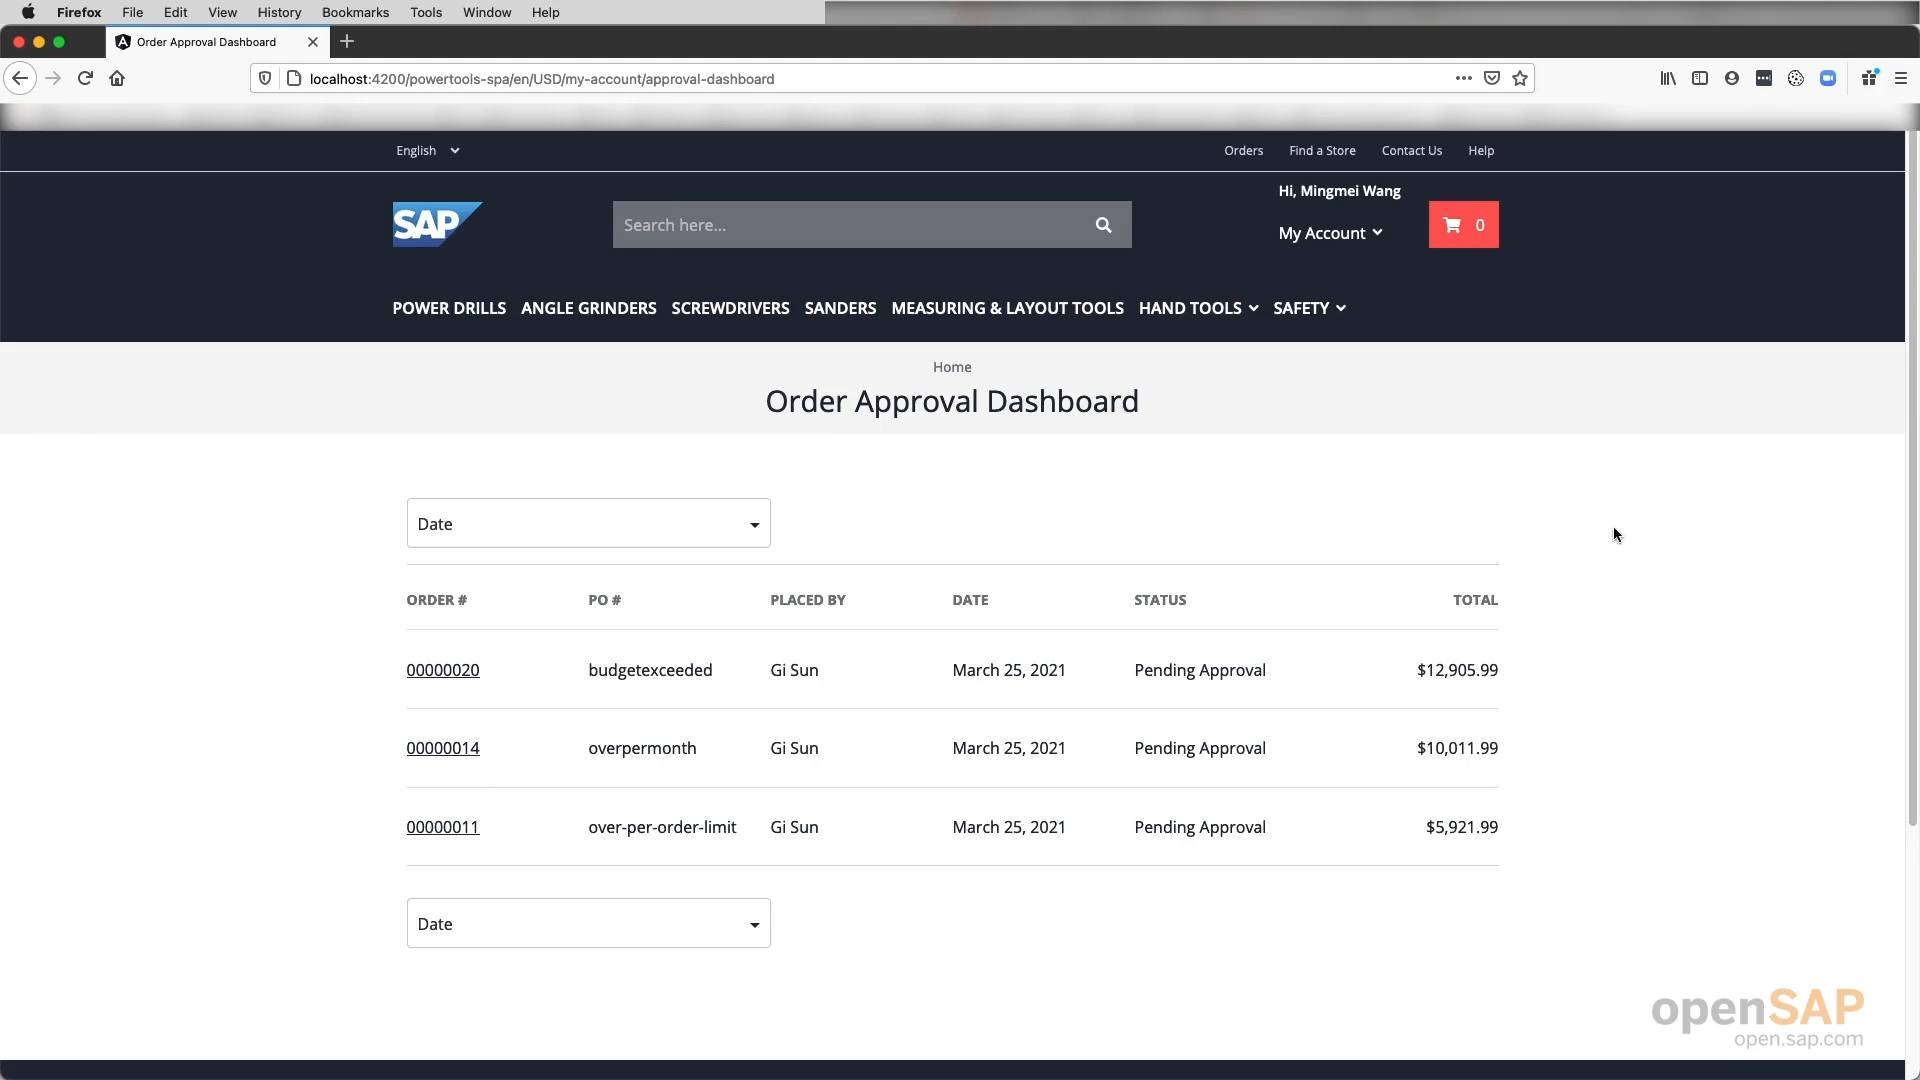 Firefox File Edit View History Bookmarks Tools Window Help
Order Approval Dashboard
localhost:4200/powertools-spa/en/USD/my-account/approval-dashboard
English Orders Find a Store Contact Us Help
Hi, Mingmei Wang
SAP Search here... My Account 0
POWER DRILLS ANGLE GRINDERS SCREWDRIVERS SANDERS MEASURING & LAYOUT TOOLS HAND TOOLS SAFETY
Home
Order Approval Dashboard
Date
ORDER # PO # PLACED BY DATE STATUS TOTAL
00000020 budgetexceeded Gi Sun March 25, 2021 Pending Approval $12,905.99
00000014 overpermonth Gi Sun March 25, 2021 Pending Approval $10,011.99
00000011 over-per-order-limit Gi Sun March 25, 2021 Pending Approval $5,921.99
Date
openSAP
open.sap.com